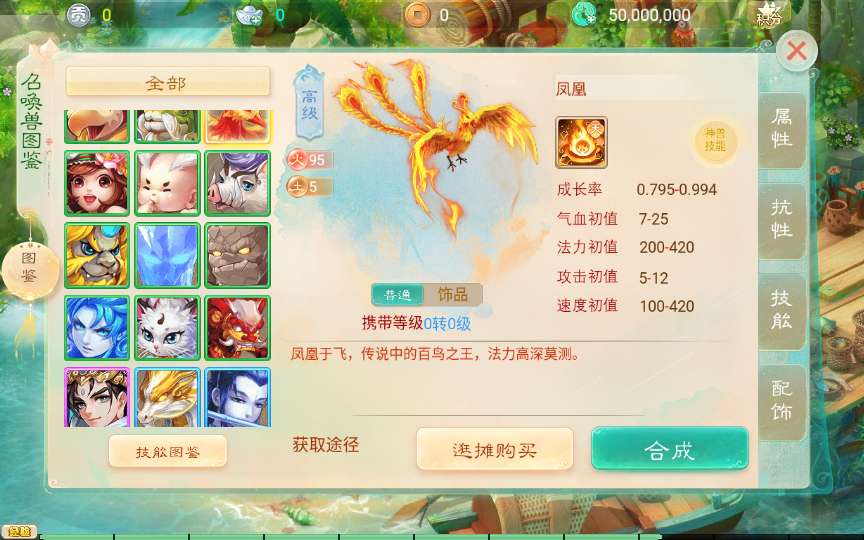 贡 0
0
0
50,000,000
积分
召唤兽图鉴
全部
图鉴
技能图鉴
高级
火 95
土 5
普通
饰品
携带等级0转0级
凤凰
天
神兽
技能
成长率 0.795-0.994
气血初值 7-25
法力初值 200-420
攻击初值 5-12
速度初值 100-420
凤凰于飞，传说中的百鸟之王，法力高深莫测。
获取途径
逛摊购买
合成
属性
抗性
技能
配饰